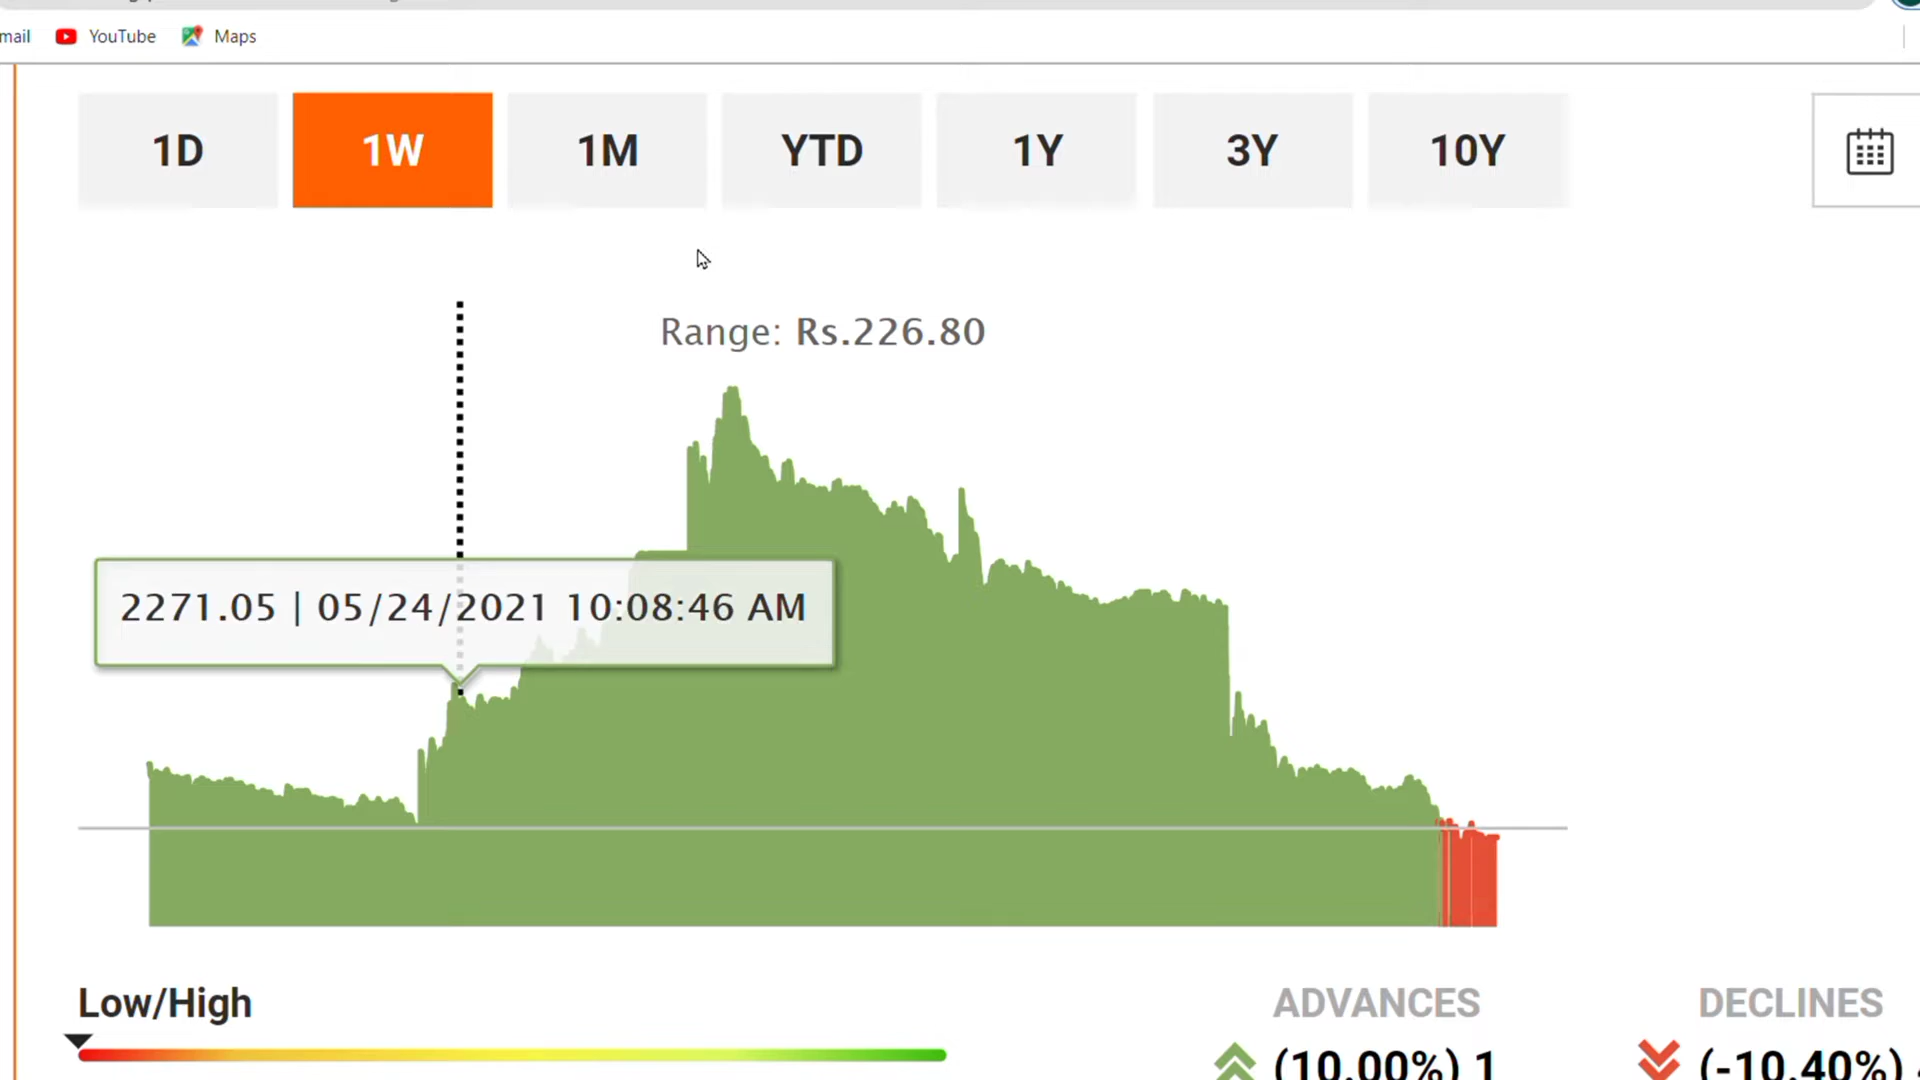 mail YouTube Maps
1D 1W 1M YTD 1Y 3Y 10Y
Range: Rs.226.80
2271.05 | 05/24/2021 10:08:46 AM
Low/High ADVANCES DECLINES
(10.00%) 1 (-10.40%)